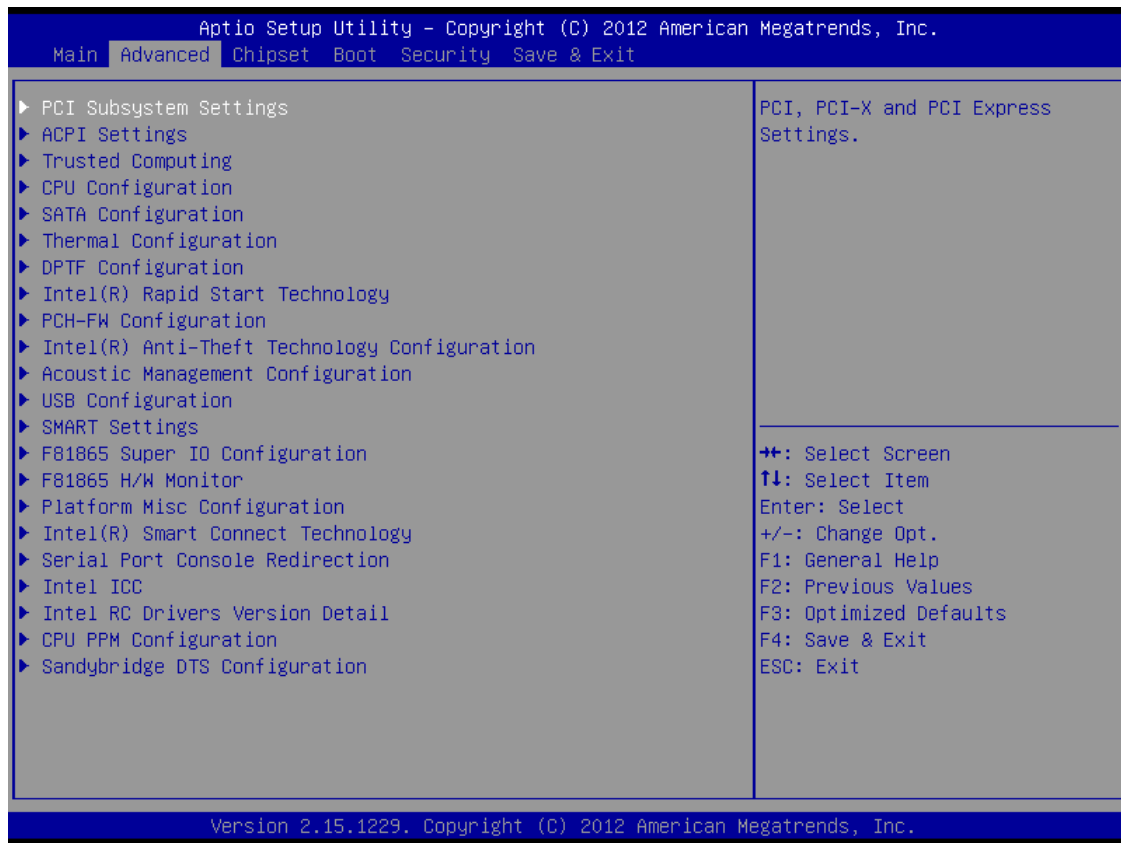 Aptio Setup Utility – Copyright (C) 2012 American Megatrends, Inc.
Main Advanced Chipset Boot Security Save & Exit
▶ PCI Subsystem Settings
▶ ACPI Settings
▶ Trusted Computing
▶ CPU Configuration
▶ SATA Configuration
▶ Thermal Configuration
▶ DPTF Configuration
▶ Intel(R) Rapid Start Technology
▶ PCH-FW Configuration
▶ Intel(R) Anti-Theft Technology Configuration
▶ Acoustic Management Configuration
▶ USB Configuration
▶ SMART Settings
▶ F81865 Super IO Configuration
▶ F81865 H/W Monitor
▶ Platform Misc Configuration
▶ Intel(R) Smart Connect Technology
▶ Serial Port Console Redirection
▶ Intel ICC
▶ Intel RC Drivers Version Detail
▶ CPU PPM Configuration
▶ Sandybridge DTS Configuration
PCI, PCI-X and PCI Express
Settings.
→←: Select Screen
↑↓: Select Item
Enter: Select
+/-: Change Opt.
F1: General Help
F2: Previous Values
F3: Optimized Defaults
F4: Save & Exit
ESC: Exit
Version 2.15.1229. Copyright (C) 2012 American Megatrends, Inc.